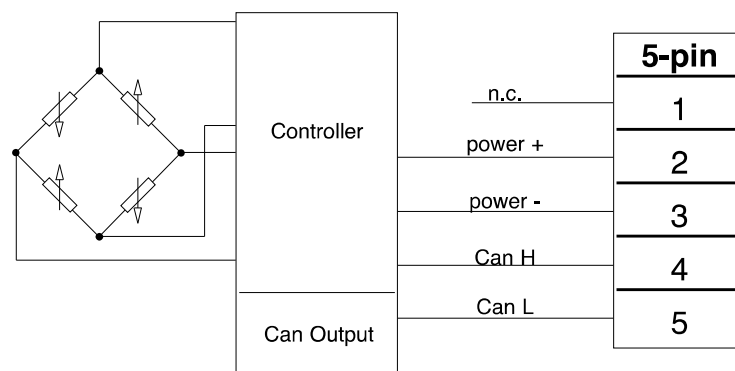 5-pin
n.c.
1
Controller
power +
2
power -
3
Can H
4
Can L
5
Can Output